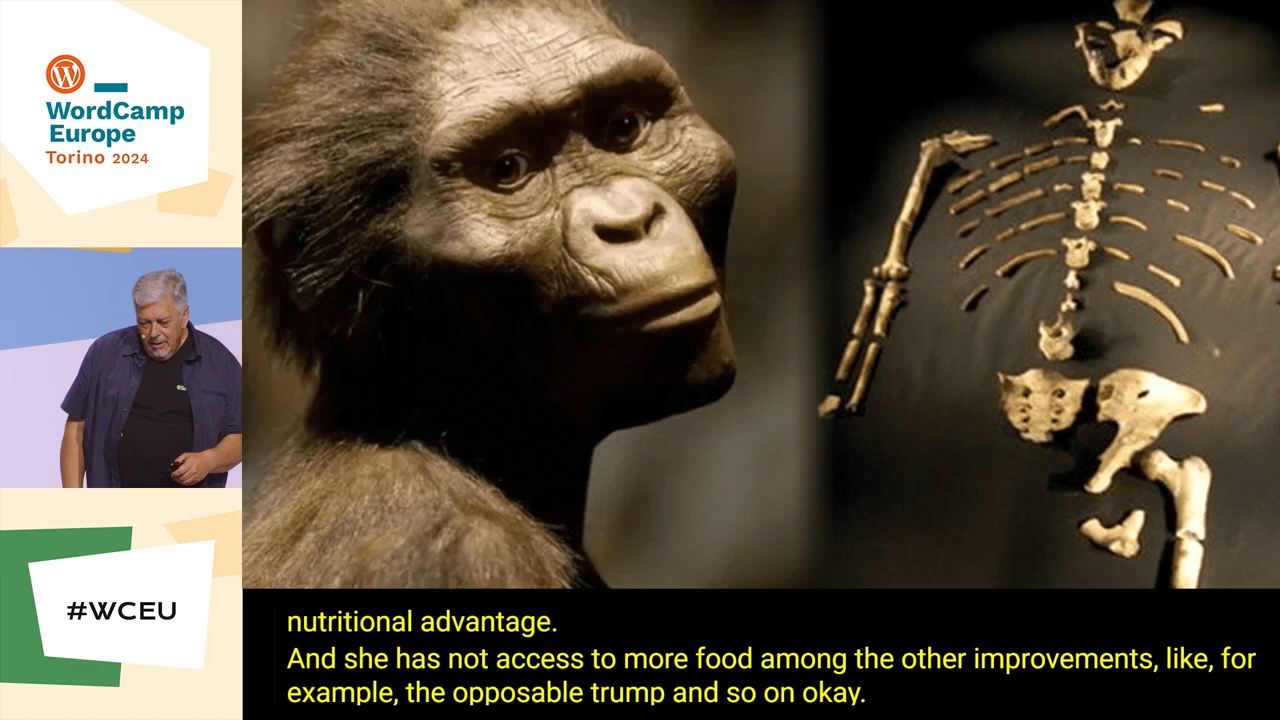 WordCamp
Europe
Torino 2024
#WCEU
nutritional advantage.
And she has not access to more food among the other improvements, like, for
example, the opposable trump and so on okay.